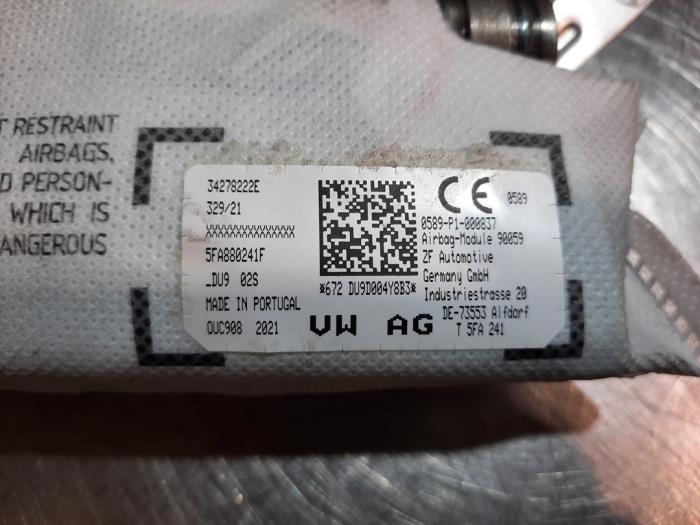 T RESTRAINT
AIRBAGS.
D PERSON-
WHICH IS
ANGEROUS
34278222E
329/21
XXXXXXXXXXXXXX
5FA880241F
_DU9 02S
MADE IN PORTUGAL
OUC908 2021
*672 DU9D004Y8B3*
VW AG
CE 0589
0589-P1-000837
Airbag-Module 90059
ZF Automotive
Germany GmbH
Industriestrasse 20
DE-73553 Alfdorf
T 5FA 241